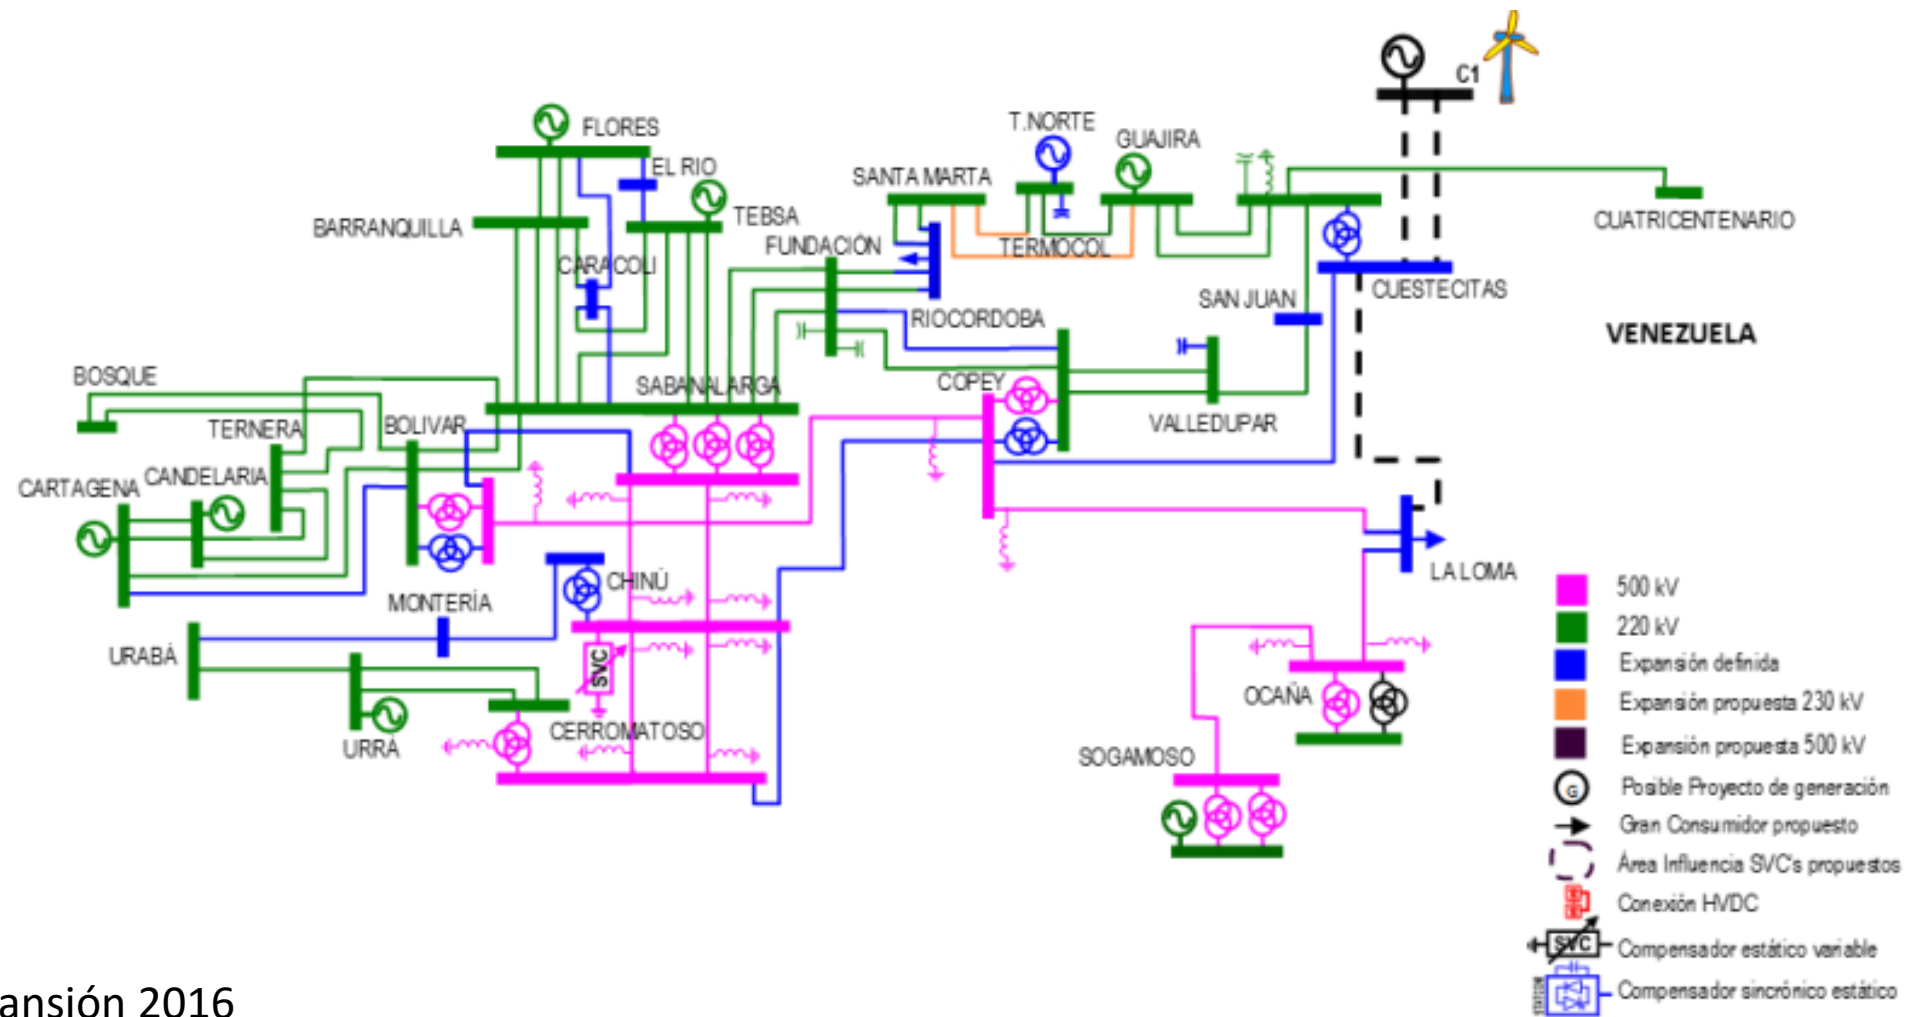 C1
T.NORTE
FLORES
GUAJIRA
EL RIO
SANTA MARTA
TEBSA
BARRANQUILLA
CUATRICENTENARIO
FUNDACIÓN
TERMOCOL
CARACOLI
CUESTECITAS
SAN JUAN
RIOCORDOBA
VENEZUELA
BOSQUE
SABANALARGA
COPEY
VALLEDUPAR
TERNERA
BOLIVAR
CANDELARIA
CARTAGENA
LA LOMA
CHINÚ
500 kV
MONTERÍA
220 kV
URABÁ
SVC
Expansión definida
OCAÑA
Expansión propuesta 230 kV
CERROMATOSO
URRÁ
Expansión propuesta 500 kV
SOGAMOSO
G
Posible Proyecto de generación
Gran Consumidor propuesto
Área Influencia SVC's propuestos
Conexión HVDC
SVC
Compensador estático variable
Compensador sincrónico estático
ansión 2016